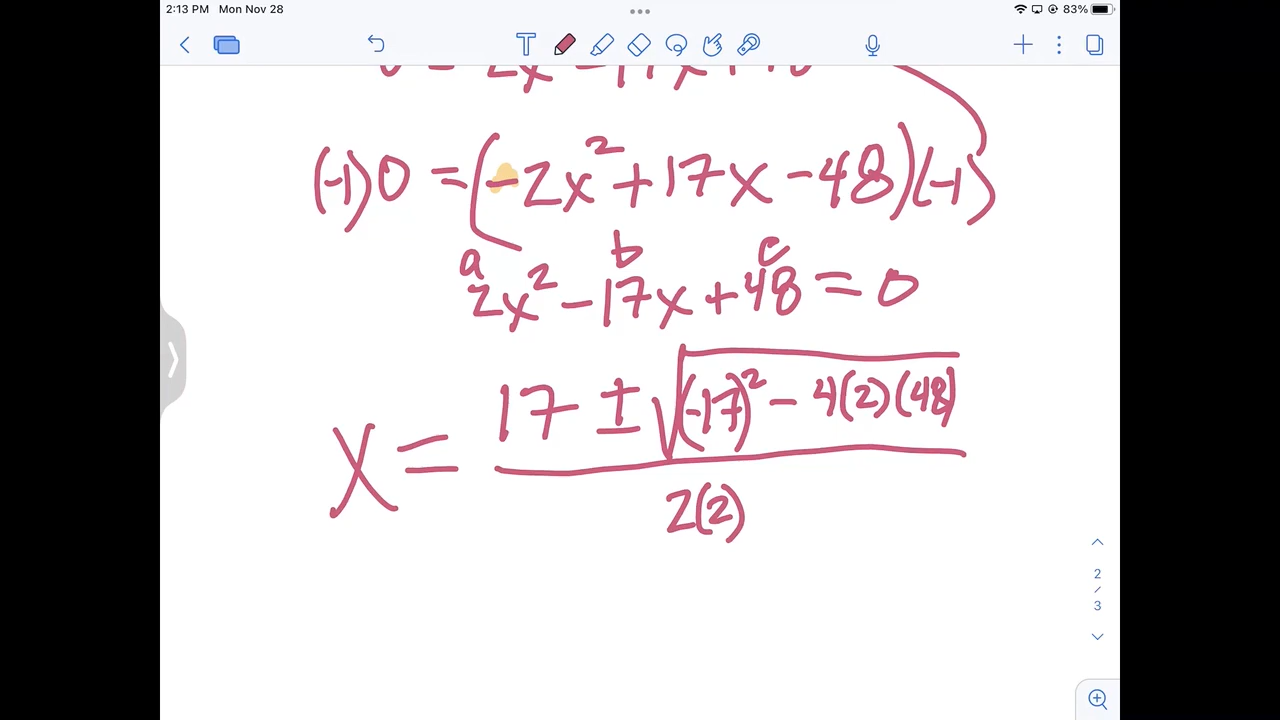 2:13 PM Mon Nov 28
83%
T
(-1)0 = (-2x² + 17x - 48)(-1)
a b c
2x² - 17x + 48 = 0
X = 17 ± √(-17)² - 4(2)(48)
2(2)
2
3